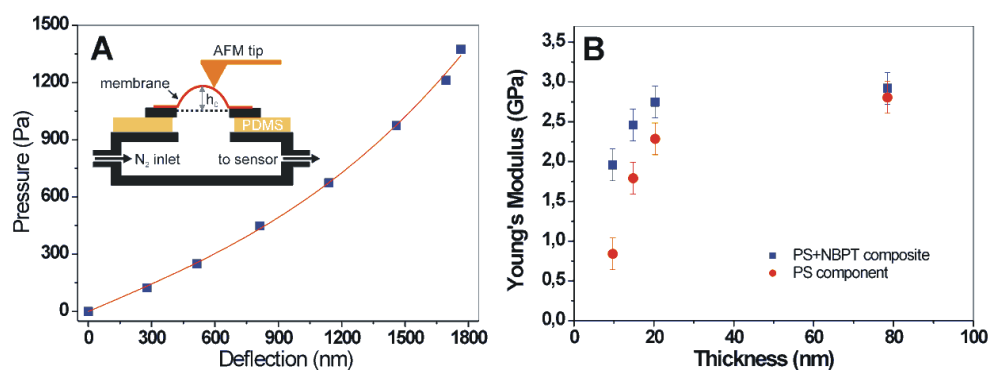 A
1500
1200
900
600
300
0
Pressure (Pa)
0 300 600 900 1200 1500 1800
Deflection (nm)
AFM tip
membrane
hc
PDMS
N2 inlet
to sensor
B
3,5
3,0
2,5
2,0
1,5
1,0
0,5
0,0
Young's Modulus (GPa)
PS+NBPT composite
PS component
0 20 40 60 80 100
Thickness (nm)